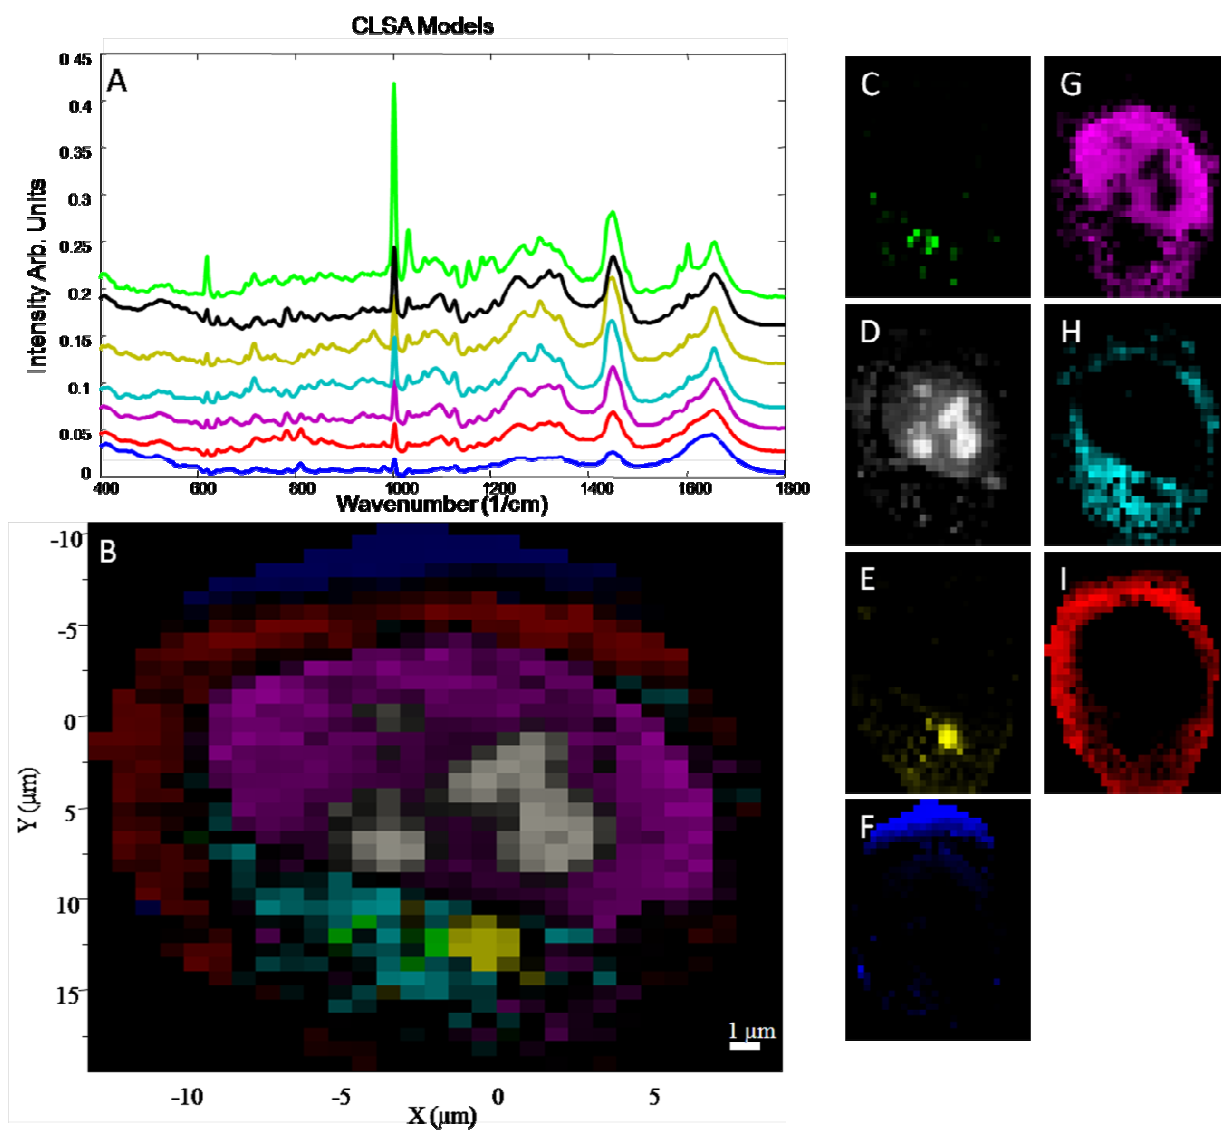 CLSA Models
A
Intensity Arb. Units
0.45
0.4
0.35
0.3
0.25
0.2
0.15
0.1
0.05
0
400 600 800 1000 1200 1400 1600 1800
Wavenumber (1/cm)
B
Y (μm)
-10
-5
0
5
10
15
1 μm
-10 -5 0 5
X (μm)
C
G
D
H
E
I
F